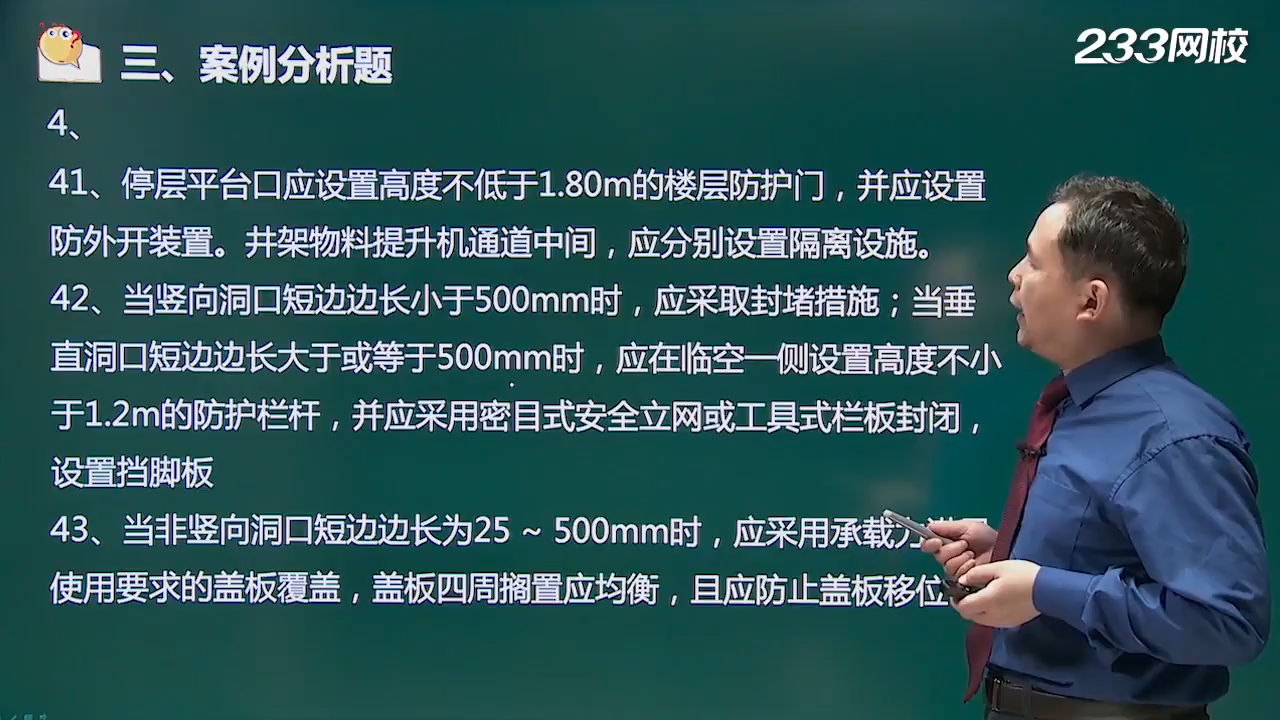 三、案例分析题
233网校
4、
41、停层平台口应设置高度不低于1.80m的楼层防护门，并应设置
防外开装置。井架物料提升机通道中间，应分别设置隔离设施。
42、当竖向洞口短边边长小于500mm时，应采取封堵措施；当垂
直洞口短边边长大于或等于500mm时，应在临空一侧设置高度不小
于1.2m的防护栏杆，并应采用密目式安全立网或工具式栏板封闭，
设置挡脚板
43、当非竖向洞口短边边长为25 ~ 500mm时，应采用承载
使用要求的盖板覆盖，盖板四周搁置应均衡，且应防止盖板移位